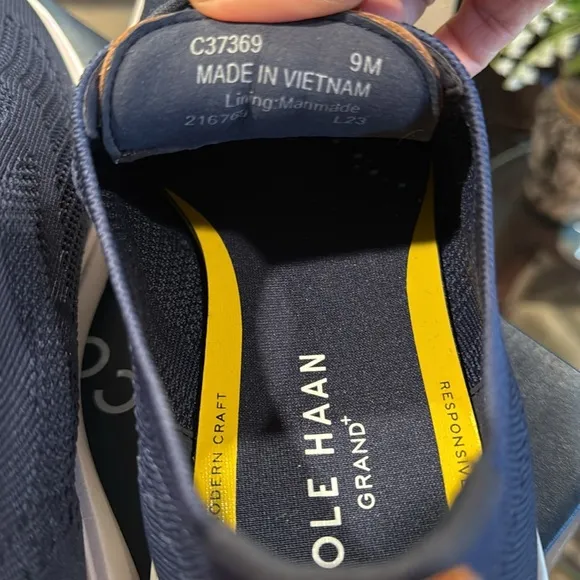 C37369
9M
MADE IN VIETNAM
Lining:Manmade
L23
OLE HAAN
GRAND+
ODERN CRAFT
RESPONSIVE